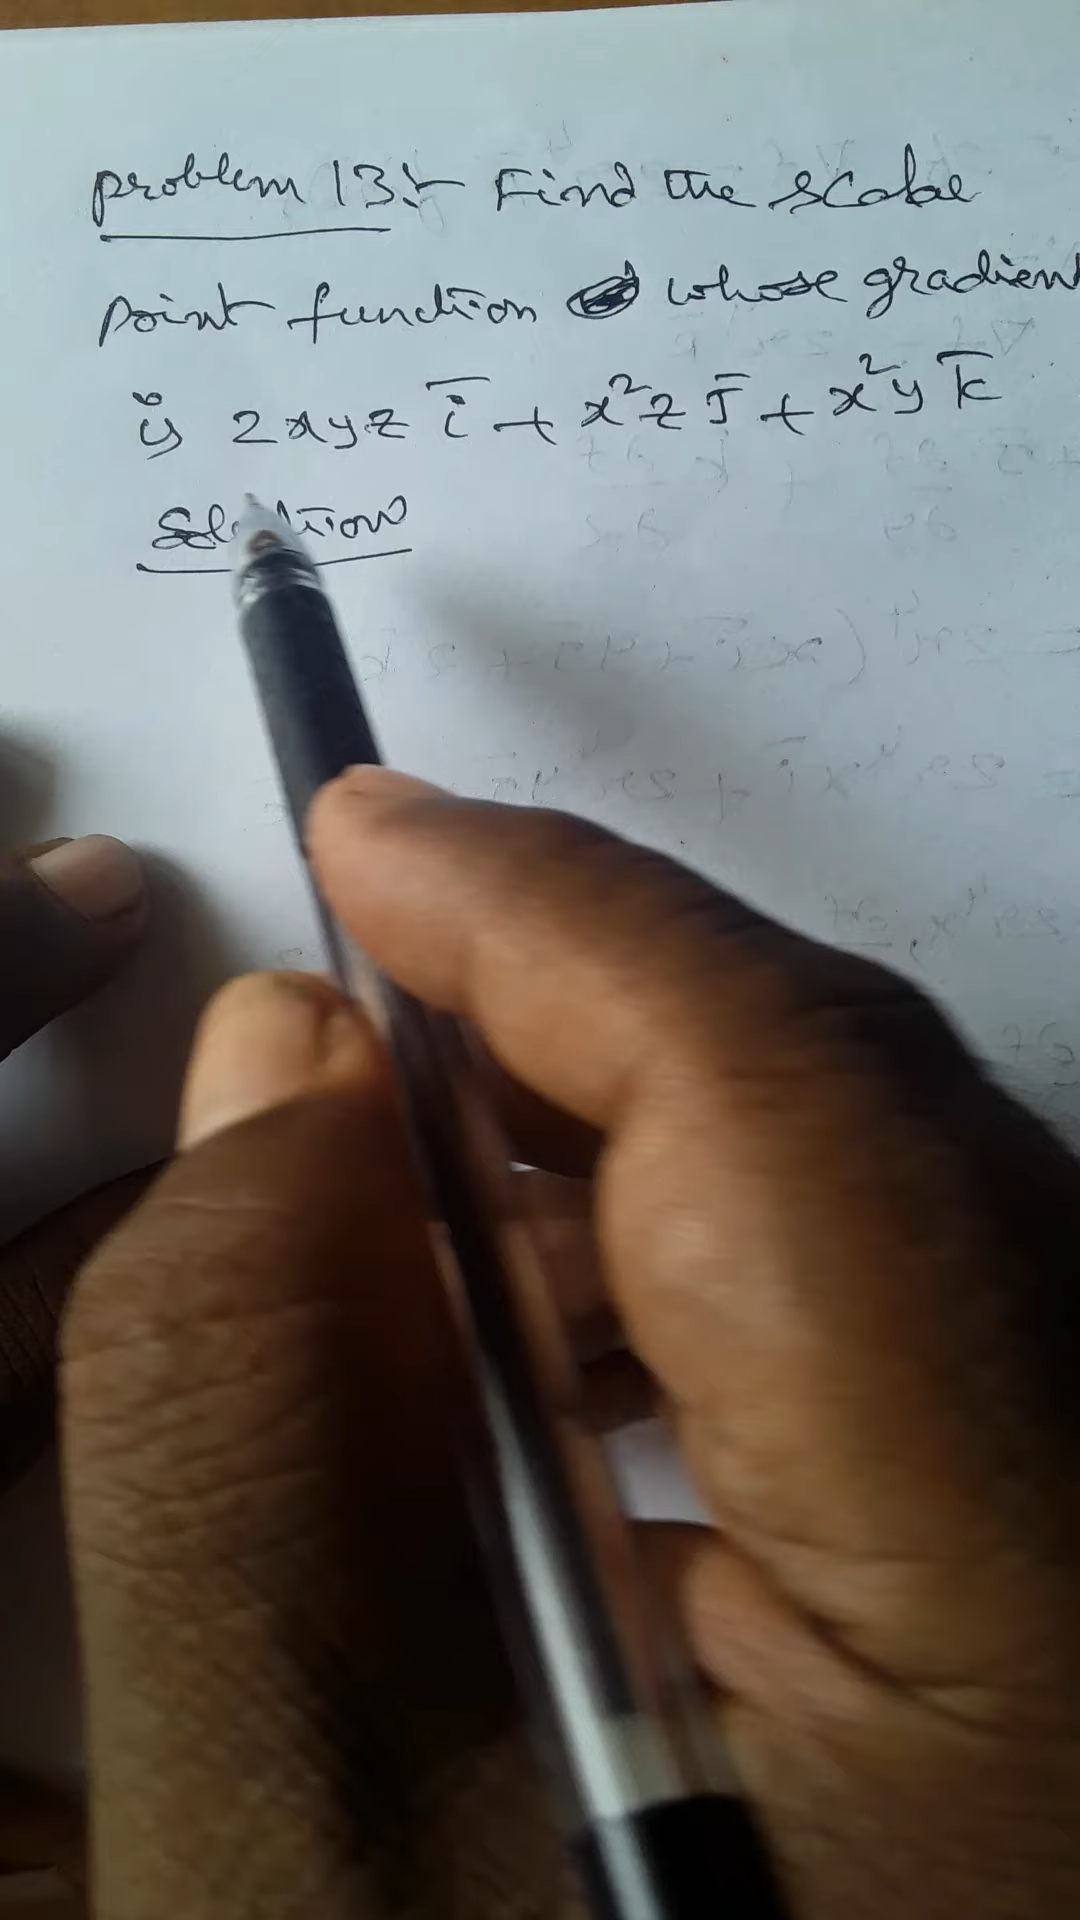 problem 13:- Find the scalar
point function whose gradient
is 2xyz i̅ + x²z j̅ + x²y k̅
Solution